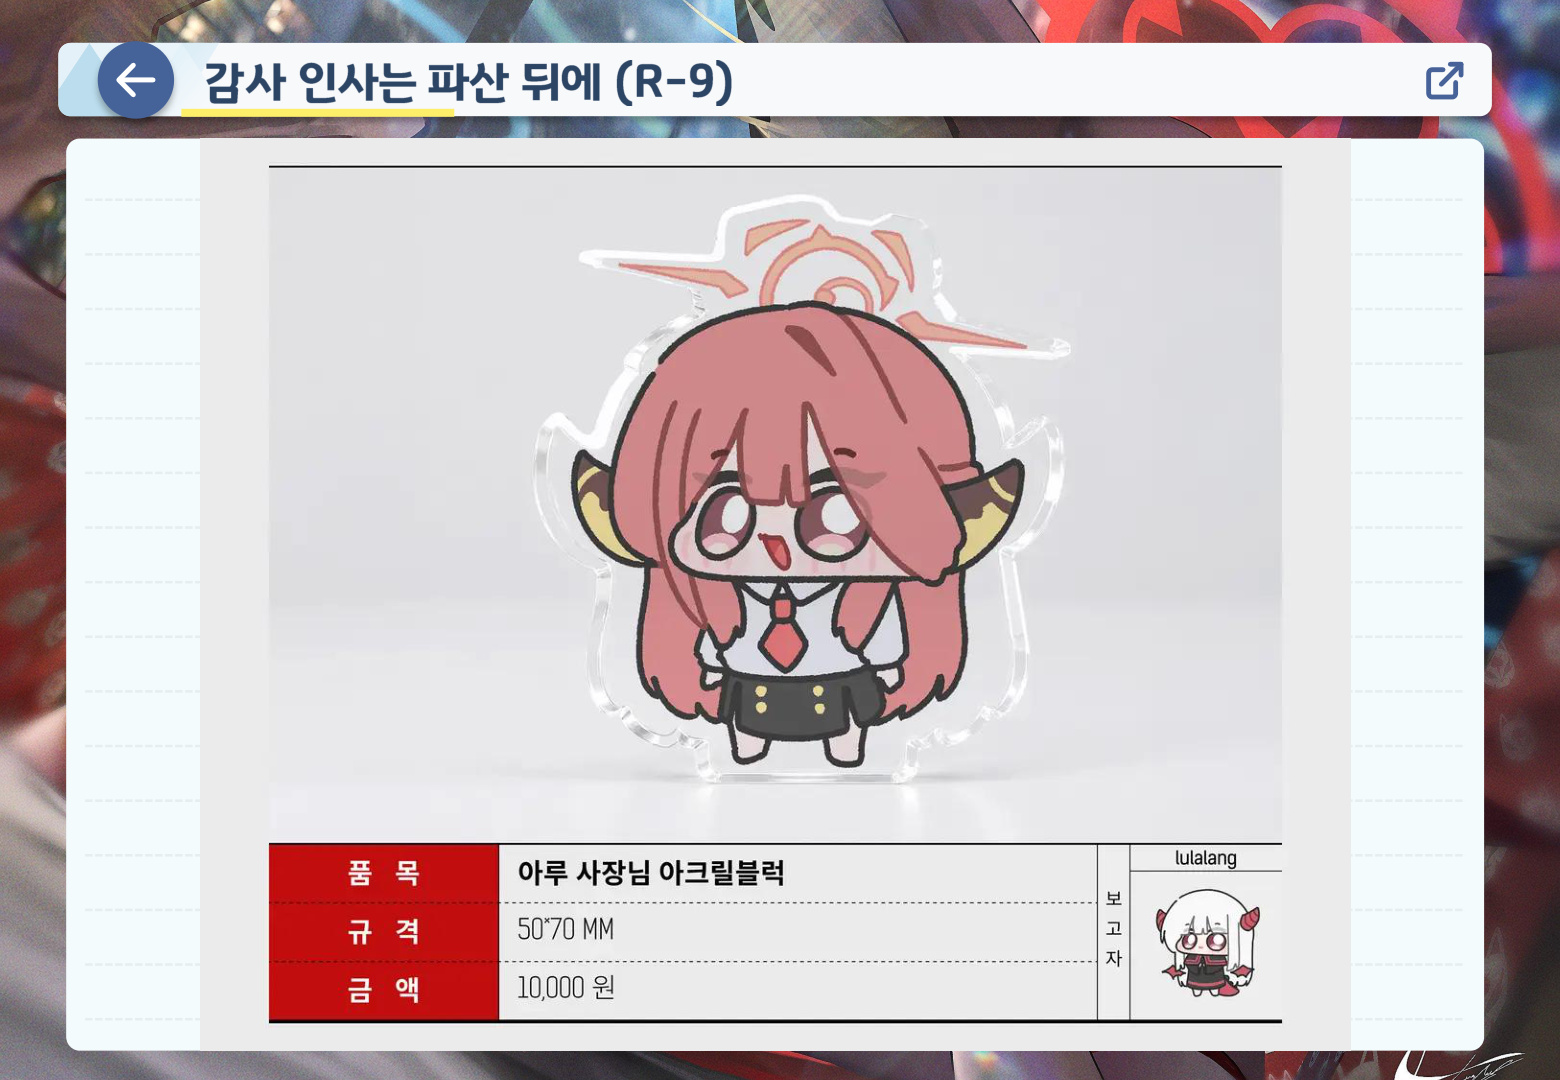 감사 인사는 파산 뒤에 (R-9)
품 목
아루 사장님 아크릴블럭
규 격
50*70 MM
금 액
10,000 원
보고자
lulalang